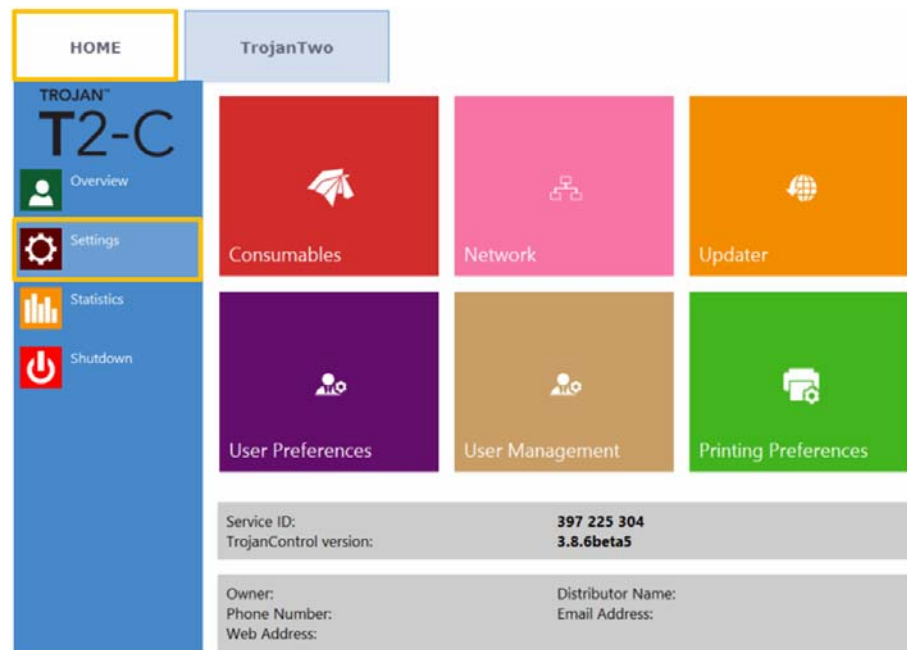 HOME
TrojanTwo
TROJAN™
T2-C
Overview
Settings
Statistics
Shutdown
Consumables
Network
Updater
User Preferences
User Management
Printing Preferences
Service ID: 397 225 304
TrojanControl version: 3.8.6beta5
Owner: Distributor Name:
Phone Number: Email Address:
Web Address: